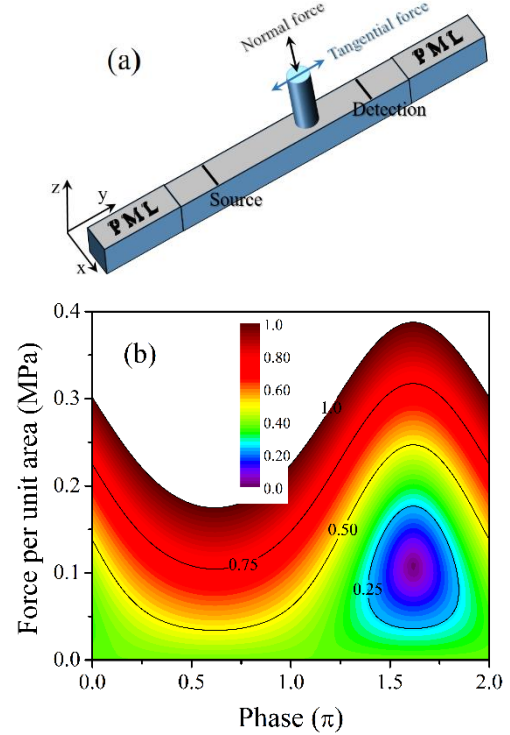 (a)
Normal force
Tangential force
PML
Detection
Source
PML
z
y
x
(b)
0.4
0.3
0.2
0.1
0.0
Force per unit area (MPa)
1.0
0.80
0.60
0.40
0.20
0.0
1.0
0.75
0.50
0.25
0.0
0.5
1.0
1.5
2.0
Phase (π)